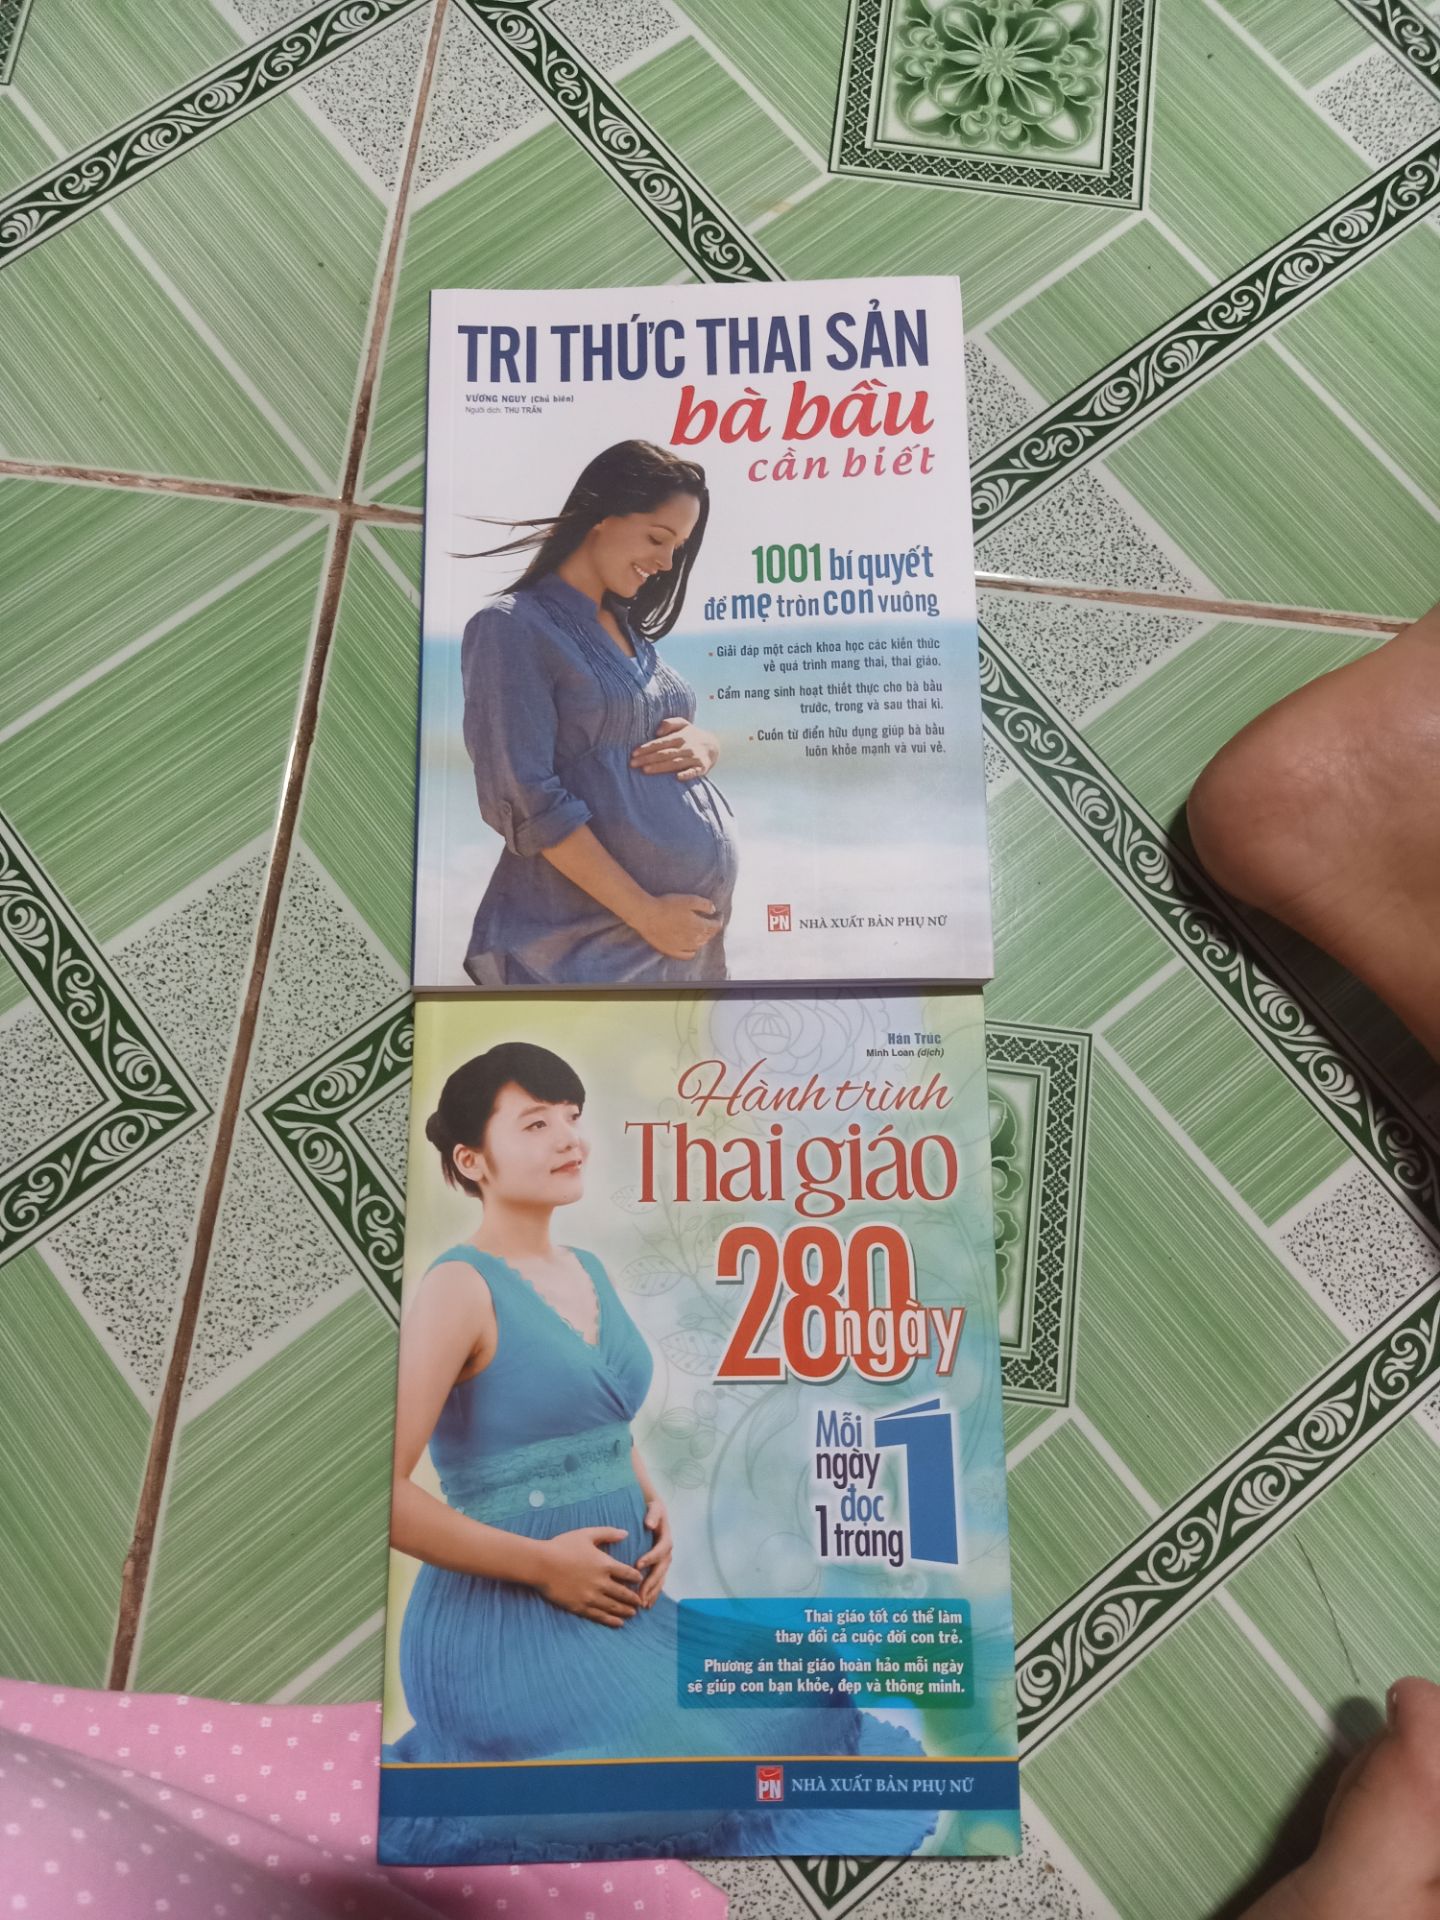 TRI THỨC THAI SẢN
VƯƠNG NGUY (Chủ biên)
Người dịch: THU TRẦN
bà bầu
cần biết
1001 bí quyết
để mẹ tròn con vuông
Giải đáp một cách khoa học các kiến thức
về quá trình mang thai, thai giáo.
Cẩm nang sinh hoạt thiết thực cho bà bầu
trước, trong và sau thai kì.
Cuốn từ điển hữu dụng giúp bà bầu
luôn khỏe mạnh và vui vẻ.
PN NHÀ XUẤT BẢN PHỤ NỮ
Hán Trúc
Minh Loan (dịch)
Hành trình
Thai giáo
280
ngày
Mỗi
ngày
đọc
1 trang
1
Thai giáo tốt có thể làm
thay đổi cả cuộc đời con trẻ.
Phương án thai giáo hoàn hảo mỗi ngày
sẽ giúp con bạn khỏe, đẹp và thông minh.
PN NHÀ XUẤT BẢN PHỤ NỮ